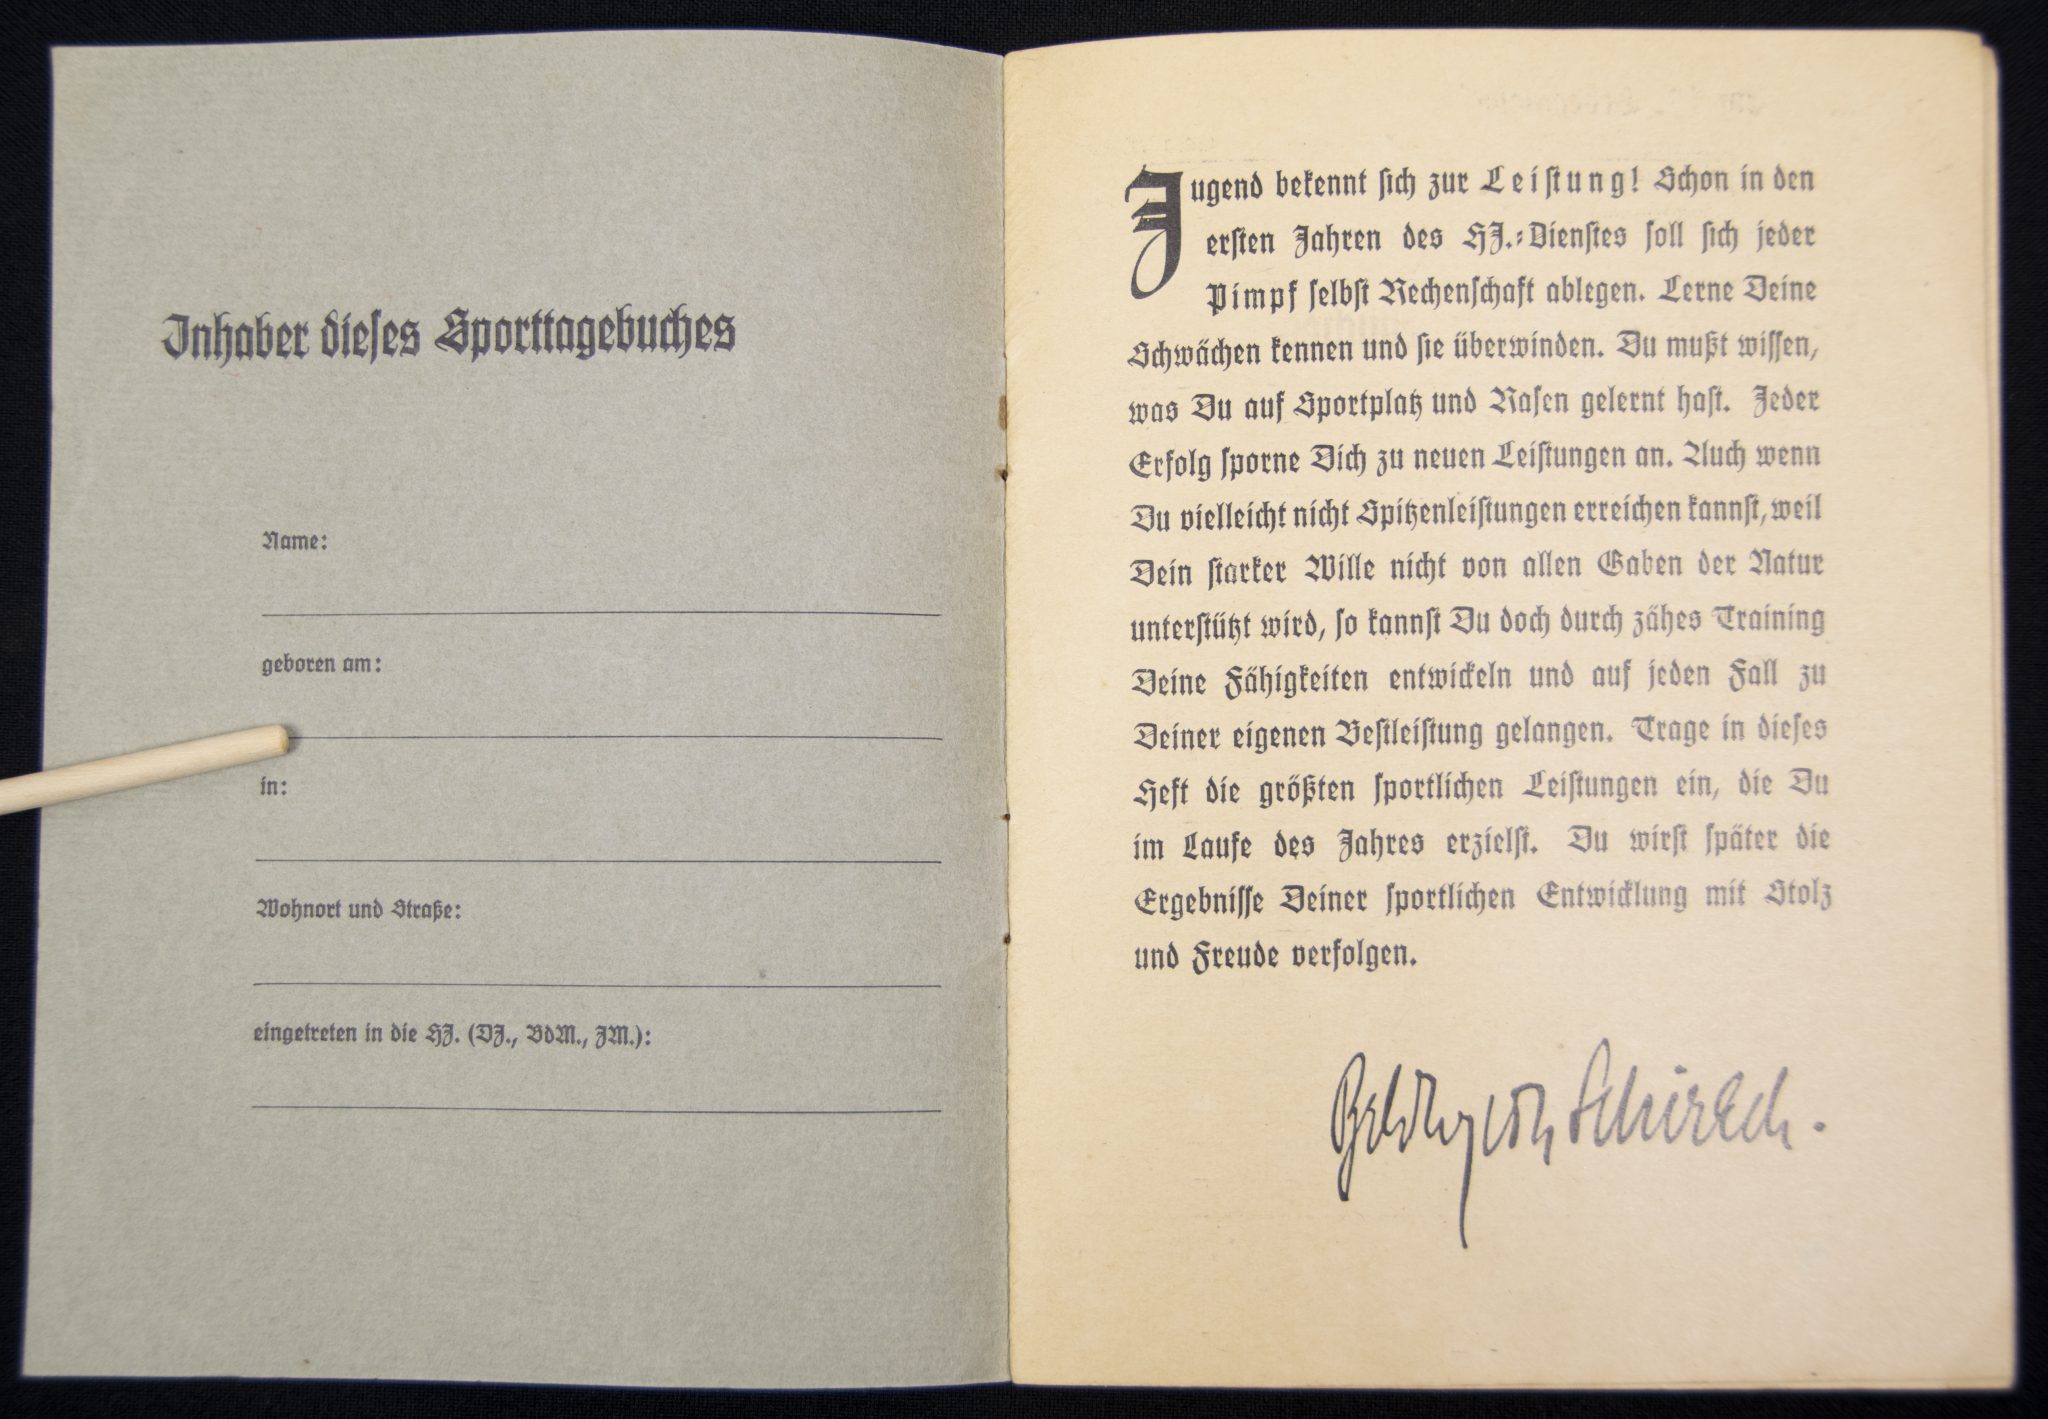 Inhaber dieses Sporttagebuches
Name:
geboren am:
in:
Wohnort und Straße:
eingetreten in die HJ. (DJ., BdM., JM.):
Jugend bekennt sich zur Leistung! Schon in den
ersten Jahren des HJ.-Dienstes soll sich jeder
Pimpf selbst Rechenschaft ablegen. Lerne Deine
Schwächen kennen und sie überwinden. Du mußt wissen,
was Du auf Sportplatz und Rasen gelernt hast. Jeder
Erfolg sporne Dich zu neuen Leistungen an. Auch wenn
Du vielleicht nicht Spitzenleistungen erreichen kannst, weil
Dein starker Wille nicht von allen Gaben der Natur
unterstützt wird, so kannst Du doch durch zähes Training
Deine Fähigkeiten entwickeln und auf jeden Fall zu
Deiner eigenen Bestleistung gelangen. Trage in dieses
Heft die größten sportlichen Leistungen ein, die Du
im Laufe des Jahres erzielst. Du wirst später die
Ergebnisse Deiner sportlichen Entwicklung mit Stolz
und Freude verfolgen.
Baldur von Schirach.